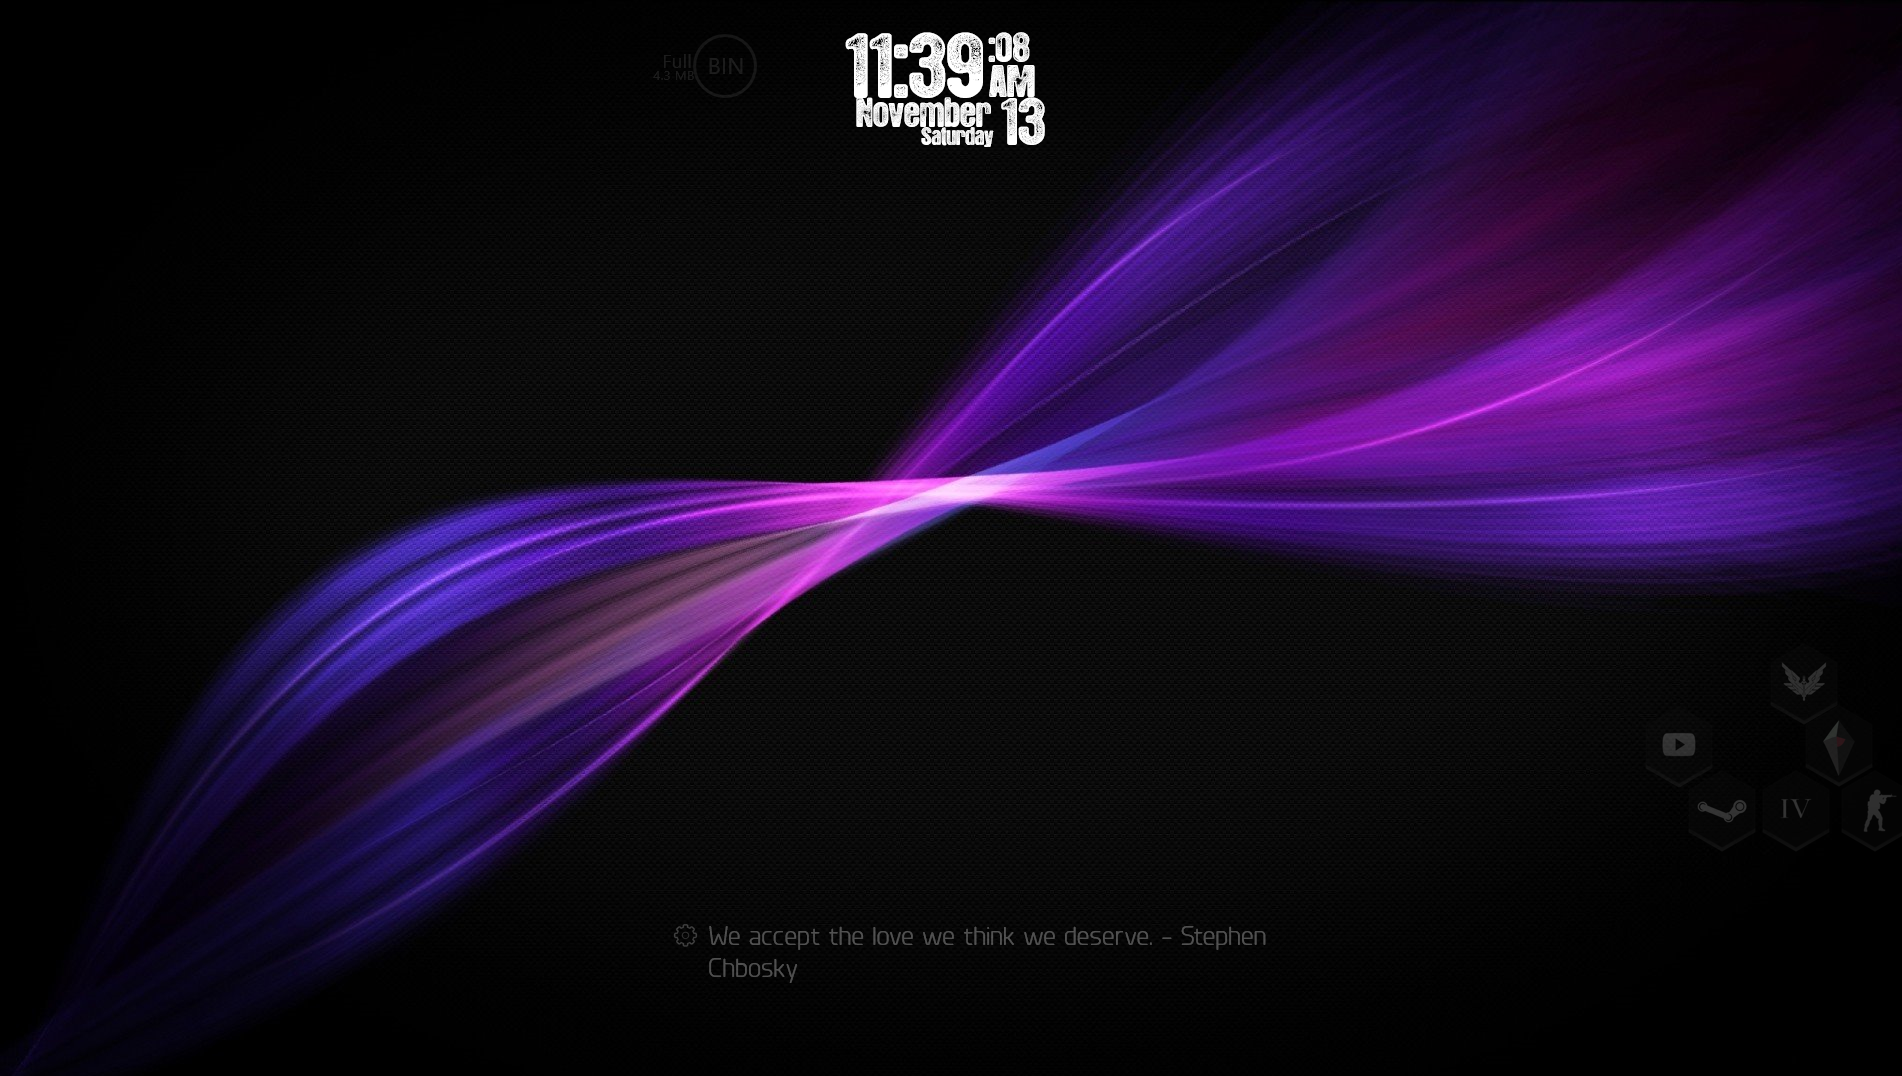 Full
4.3 MB
BIN
11:39:08
AM
November 13
Saturday
IV
We accept the love we think we deserve. - Stephen
Chbosky